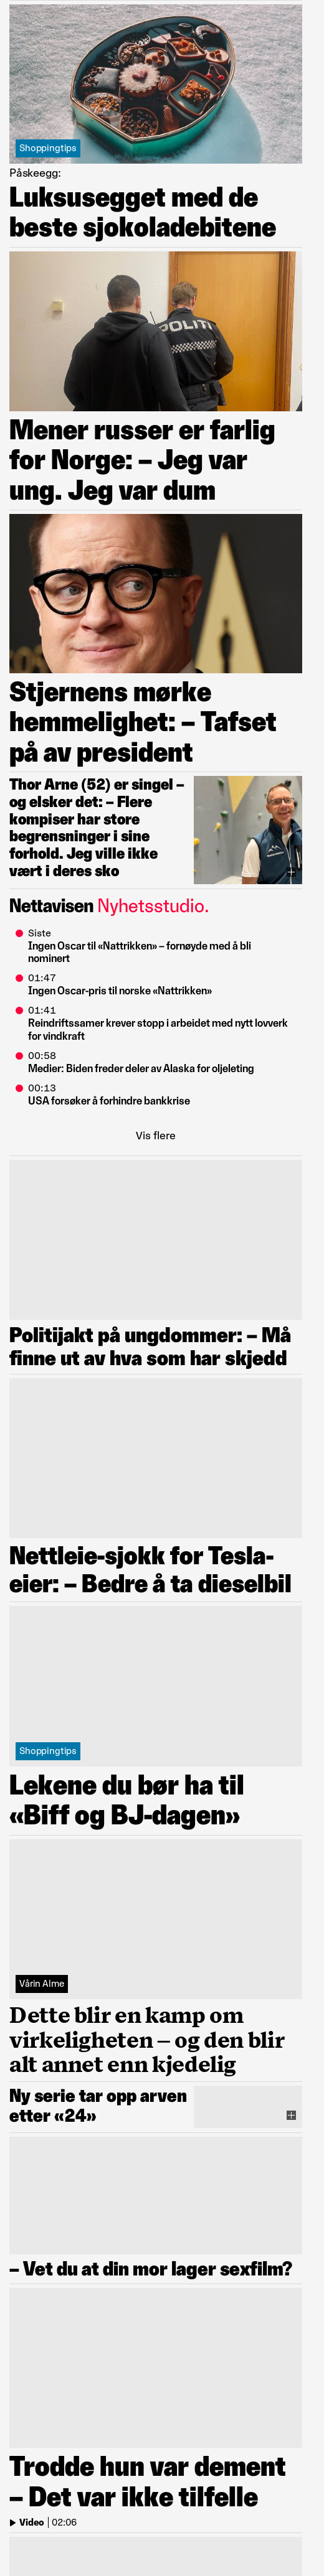 Shoppingtips
Påskeegg:
Luksusegget med de
beste sjokoladebitene
POLITI
Mener russer er farlig
for Norge: – Jeg var
ung. Jeg var dum
Stjernens mørke
hemmelighet: – Tafset
på av president
Thor Arne (52) er singel –
og elsker det: – Flere
kompiser har store
begrensninger i sine
forhold. Jeg ville ikke
vært i deres sko
Nettavisen Nyhetsstudio.
Siste
Ingen Oscar til «Nattrikken» – fornøyde med å bli
nominert
01:47
Ingen Oscar-pris til norske «Nattrikken»
01:41
Reindriftssamer krever stopp i arbeidet med nytt lovverk
for vindkraft
00:58
Medier: Biden freder deler av Alaska for oljeleting
00:13
USA forsøker å forhindre bankkrise
Vis flere
Politijakt på ungdommer: – Må
finne ut av hva som har skjedd
Nettleie-sjokk for Tesla-
eier: – Bedre å ta dieselbil
Shoppingtips
Lekene du bør ha til
«Biff og BJ-dagen»
Vårin Alme
Dette blir en kamp om
virkeligheten – og den blir
alt annet enn kjedelig
Ny serie tar opp arven
etter «24»
– Vet du at din mor lager sexfilm?
Trodde hun var dement
– Det var ikke tilfelle
Video | 02:06